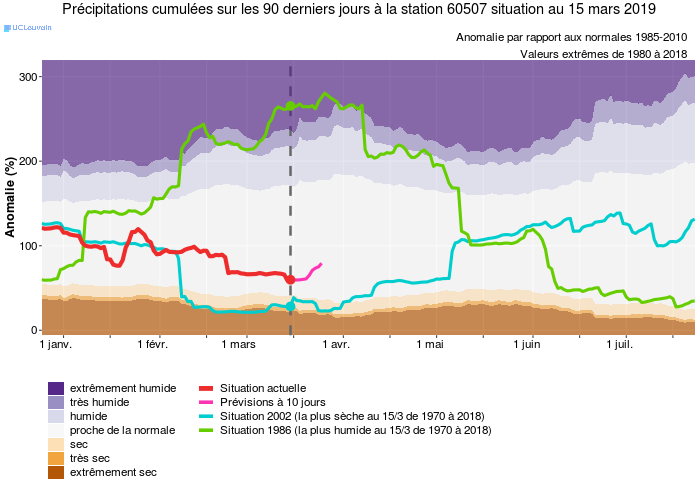 Précipitations cumulées sur les 90 derniers jours à la station 60507 situation au 15 mars 2019
UCLouvain
Anomalie par rapport aux normales 1985-2010
Valeurs extrêmes de 1980 à 2018
Anomalie (%)
300
200
100
0
1 janv. 1 févr. 1 mars 1 avr. 1 mai 1 juin 1 juil.
extrêmement humide
très humide
humide
proche de la normale
sec
très sec
extrêmement sec
Situation actuelle
Prévisions à 10 jours
Situation 2002 (la plus sèche au 15/3 de 1970 à 2018)
Situation 1986 (la plus humide au 15/3 de 1970 à 2018)